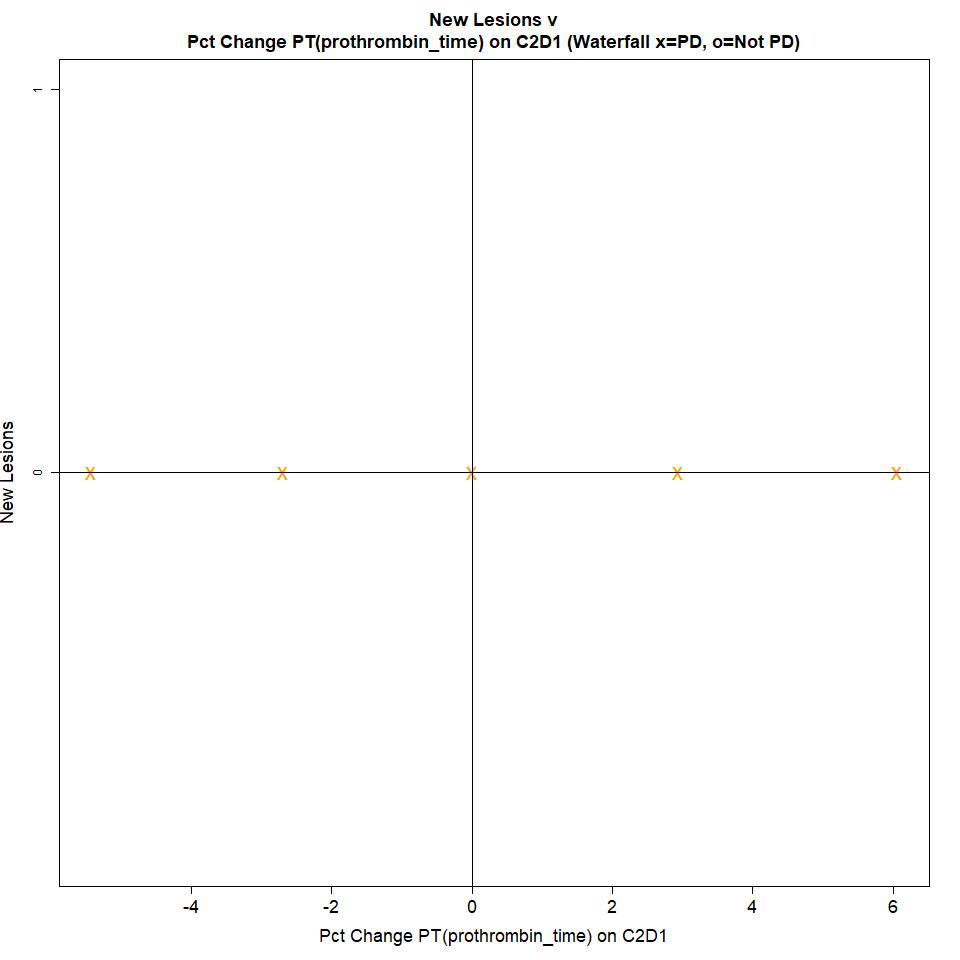 New Lesions v
Pct Change PT(prothrombin_time) on C2D1 (Waterfall x=PD, o=Not PD)
1
New Lesions
0
X X X X X
-4 -2 0 2 4 6
Pct Change PT(prothrombin_time) on C2D1